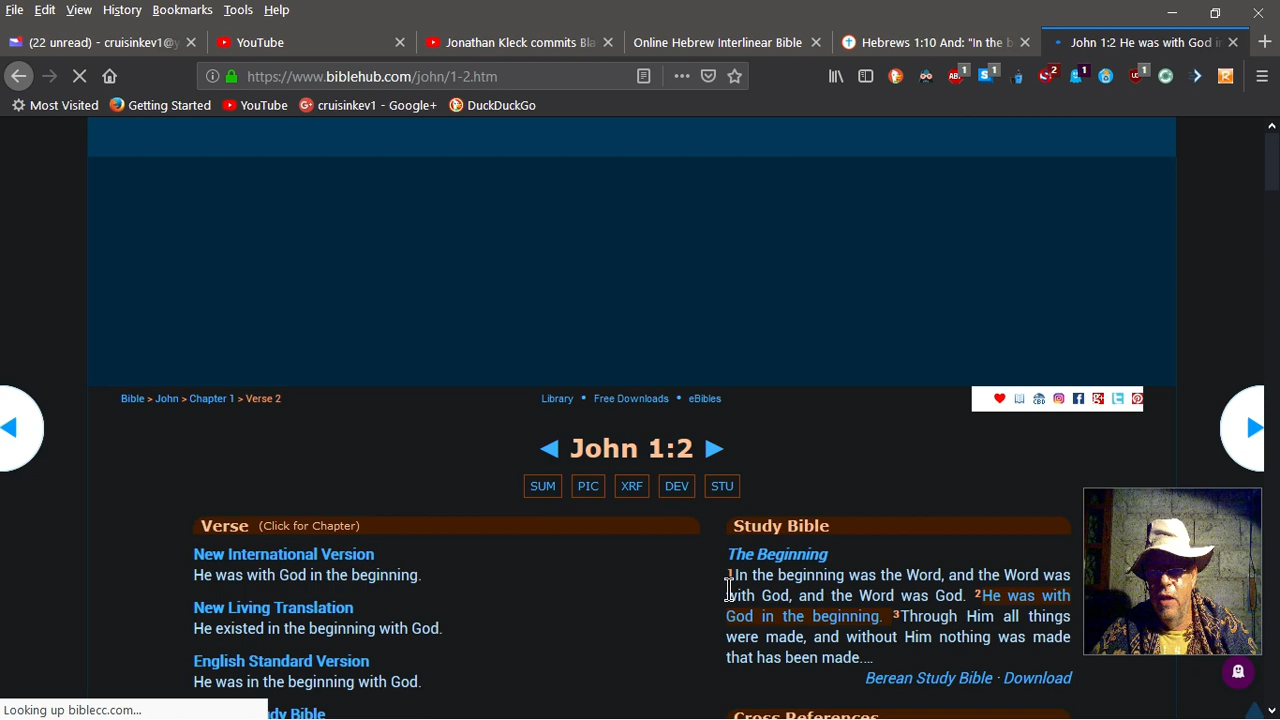 File Edit View History Bookmarks Tools Help
(22 unread) - cruisinkev1@y
YouTube
Jonathan Kleck commits Bla
Online Hebrew Interlinear Bible
Hebrews 1:10 And: "In the b
John 1:2 He was with God in
https://www.biblehub.com/john/1-2.htm
1 1 2 1 1
Most Visited Getting Started YouTube cruisinkev1 - Google+ DuckDuckGo
Bible > John > Chapter 1 > Verse 2
Library • Free Downloads • eBibles
John 1:2
SUM PIC XRF DEV STU
Verse (Click for Chapter)
New International Version
He was with God in the beginning.
New Living Translation
He existed in the beginning with God.
English Standard Version
He was in the beginning with God.
dy Bible
Study Bible
The Beginning
1In the beginning was the Word, and the Word was
with God, and the Word was God. 2He was with
God in the beginning. 3Through Him all things
were made, and without Him nothing was made
that has been made.…
Berean Study Bible · Download
Cross References
Looking up biblecc.com...